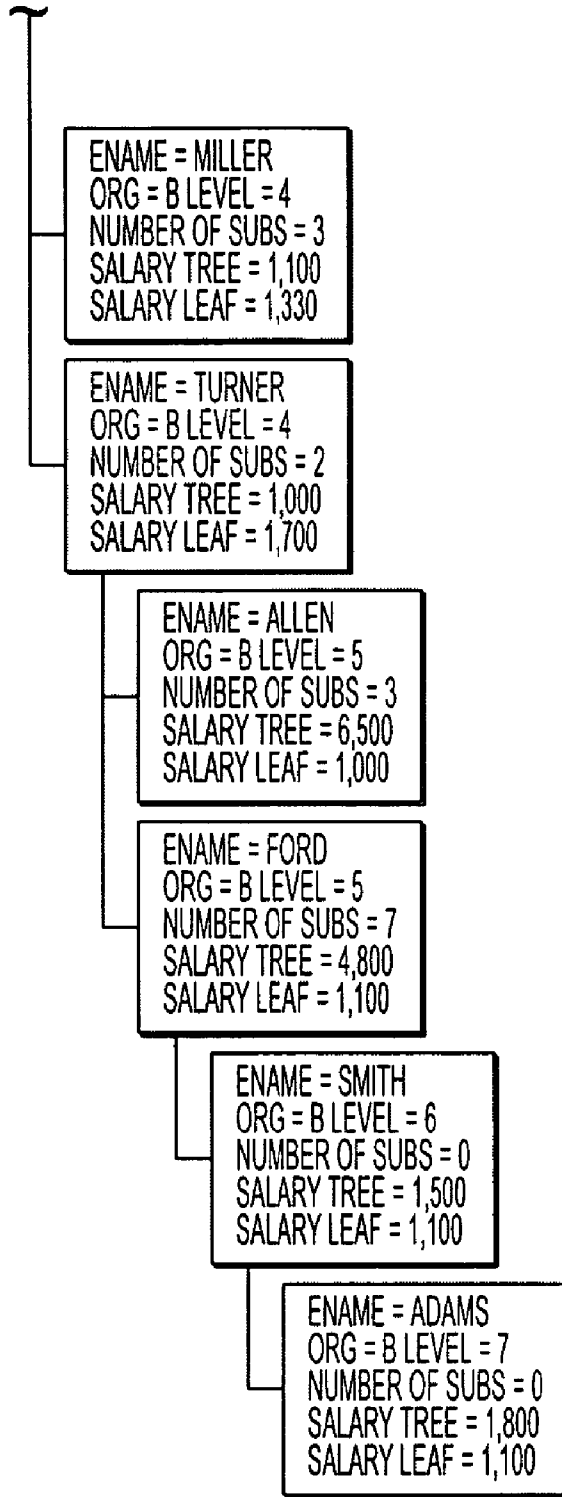 ENAME = MILLER
ORG = B LEVEL = 4
NUMBER OF SUBS = 3
SALARY TREE = 1,100
SALARY LEAF = 1,330
ENAME = TURNER
ORG = B LEVEL = 4
NUMBER OF SUBS = 2
SALARY TREE = 1,000
SALARY LEAF = 1,700
ENAME = ALLEN
ORG = B LEVEL = 5
NUMBER OF SUBS = 3
SALARY TREE = 6,500
SALARY LEAF = 1,000
ENAME = FORD
ORG = B LEVEL = 5
NUMBER OF SUBS = 7
SALARY TREE = 4,800
SALARY LEAF = 1,100
ENAME = SMITH
ORG = B LEVEL = 6
NUMBER OF SUBS = 0
SALARY TREE = 1,500
SALARY LEAF = 1,100
ENAME = ADAMS
ORG = B LEVEL = 7
NUMBER OF SUBS = 0
SALARY TREE = 1,800
SALARY LEAF = 1,100